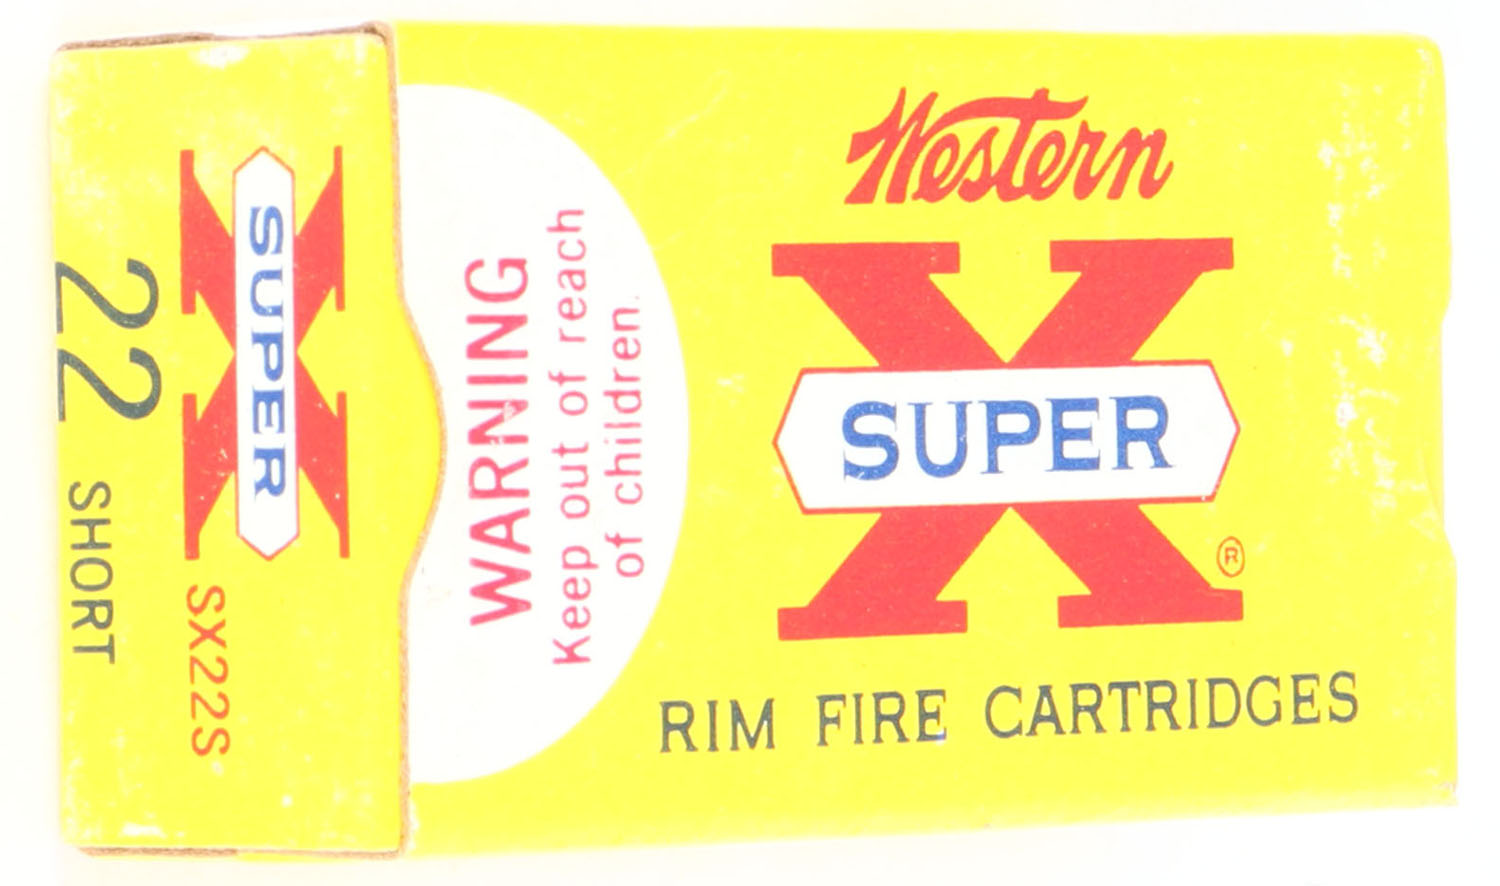 Western
X
SUPER
®
RIM FIRE CARTRIDGES
WARNING
Keep out of reach
of children.
X
SUPER
SX22S
22 SHORT